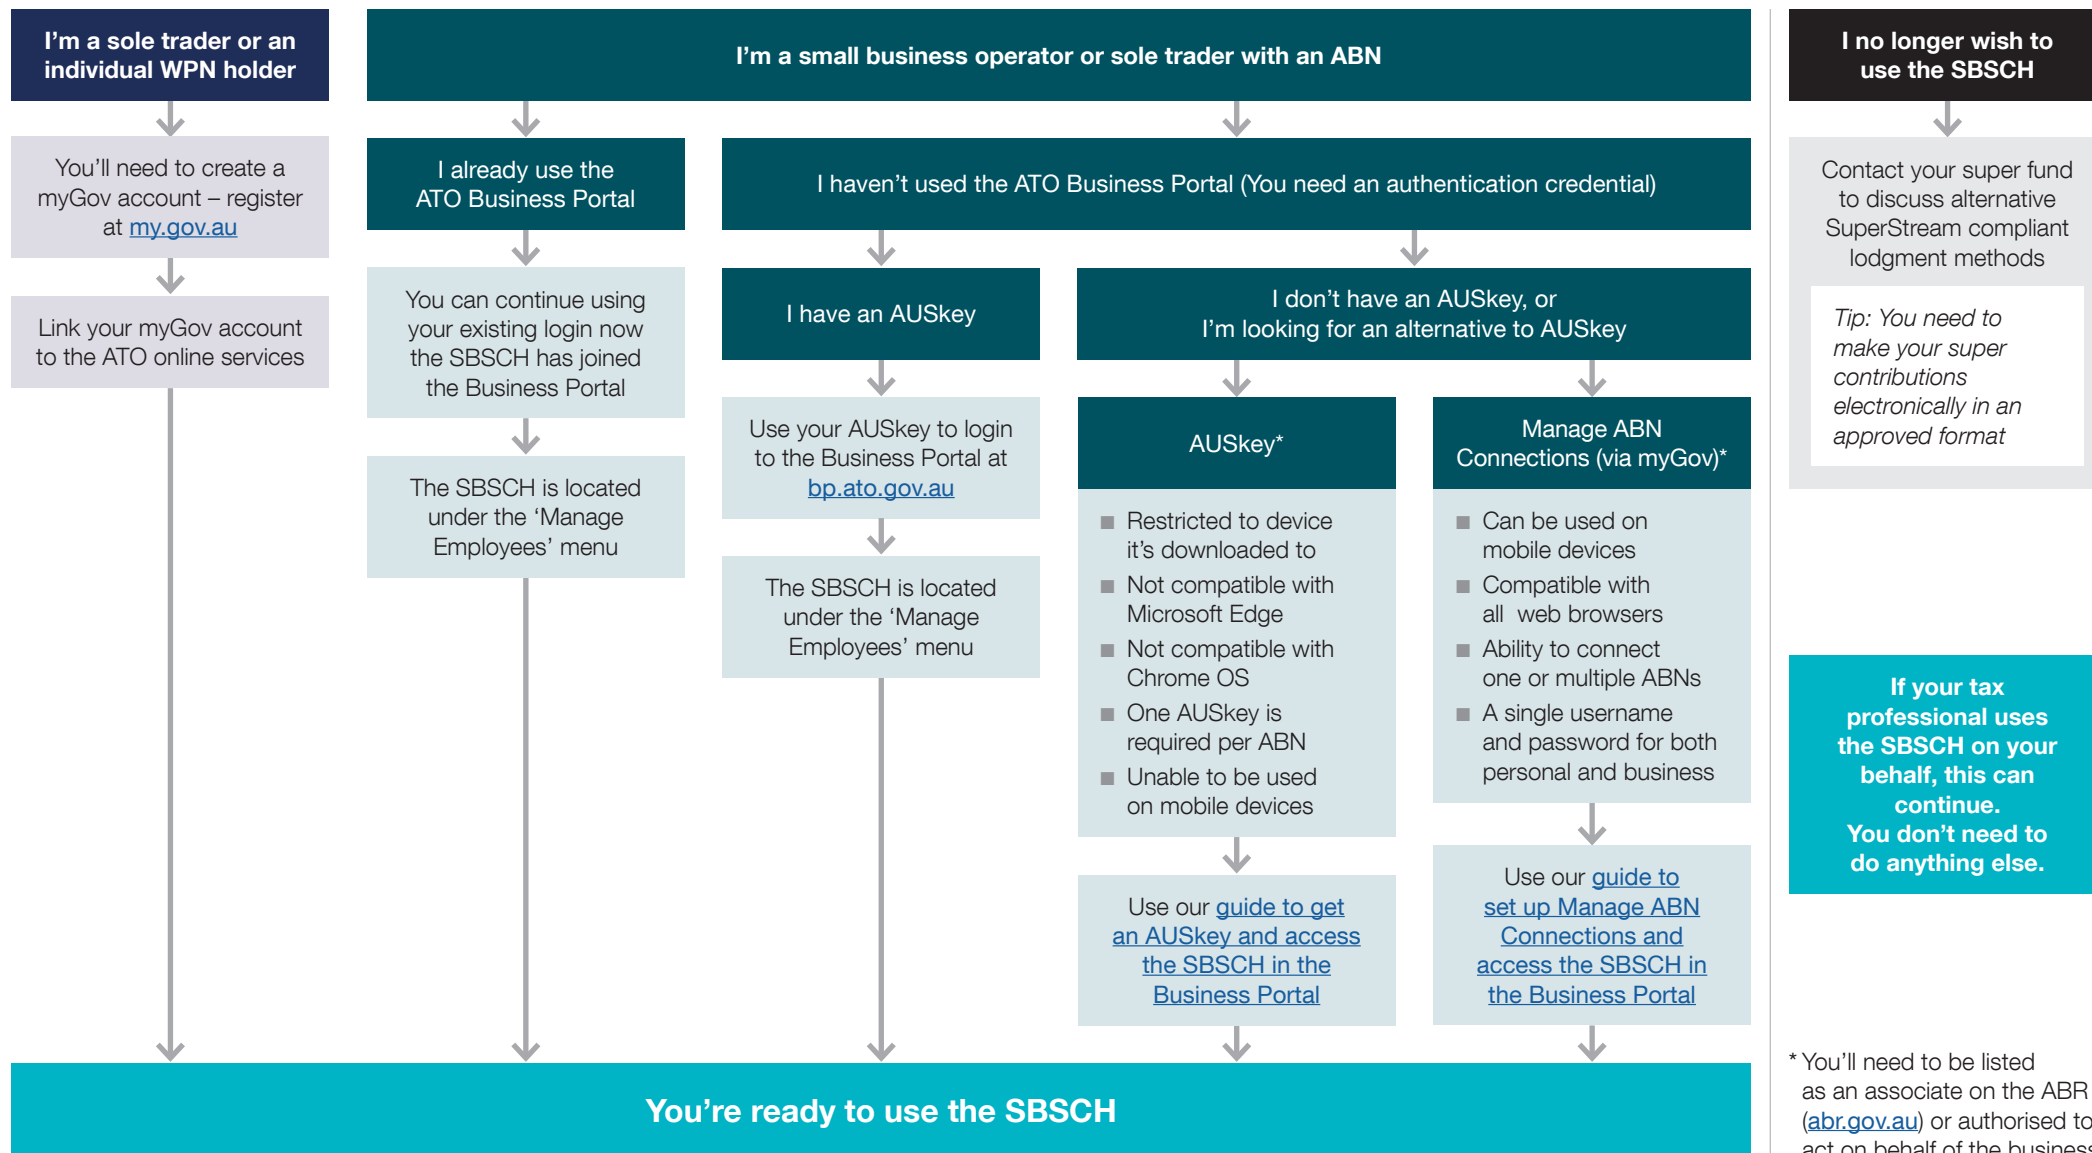 I'm a sole trader or an
individual WPN holder
You'll need to create a
myGov account – register
at my.gov.au
Link your myGov account
to the ATO online services
I'm a small business operator or sole trader with an ABN
I already use the
ATO Business Portal
You can continue using
your existing login now
the SBSCH has joined
the Business Portal
The SBSCH is located
under the 'Manage
Employees' menu
I haven't used the ATO Business Portal (You need an authentication credential)
I have an AUSkey
Use your AUSkey to login
to the Business Portal at
bp.ato.gov.au
The SBSCH is located
under the 'Manage
Employees' menu
I don't have an AUSkey, or
I'm looking for an alternative to AUSkey
AUSkey*
■ Restricted to device
it's downloaded to
■ Not compatible with
Microsoft Edge
■ Not compatible with
Chrome OS
■ One AUSkey is
required per ABN
■ Unable to be used
on mobile devices
Use our guide to get
an AUSkey and access
the SBSCH in the
Business Portal
Manage ABN
Connections (via myGov)*
■ Can be used on
mobile devices
■ Compatible with
all web browsers
■ Ability to connect
one or multiple ABNs
■ A single username
and password for both
personal and business
Use our guide to
set up Manage ABN
Connections and
access the SBSCH in
the Business Portal
You're ready to use the SBSCH
I no longer wish to
use the SBSCH
Contact your super fund
to discuss alternative
SuperStream compliant
lodgment methods
Tip: You need to
make your super
contributions
electronically in an
approved format
If your tax
professional uses
the SBSCH on your
behalf, this can
continue.
You don't need to
do anything else.
* You'll need to be listed
as an associate on the ABR
(abr.gov.au) or authorised to
act on behalf of the business